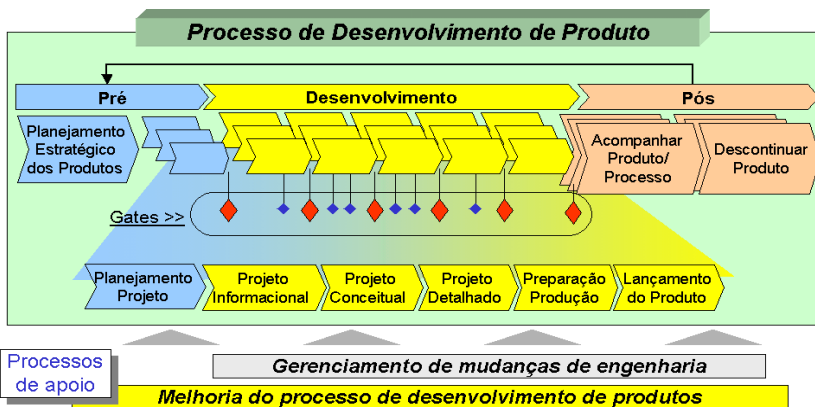 Processo de Desenvolvimento de Produto
Pré
Desenvolvimento
Pós
Planejamento
Estratégico
dos Produtos
Acompanhar
Produto/
Processo
Descontinuar
Produto
Gates >>
Planejamento
Projeto
Projeto
Informacional
Projeto
Conceitual
Projeto
Detalhado
Preparação
Produção
Lançamento
do Produto
Processos
de apoio
Gerenciamento de mudanças de engenharia
Melhoria do processo de desenvolvimento de produtos